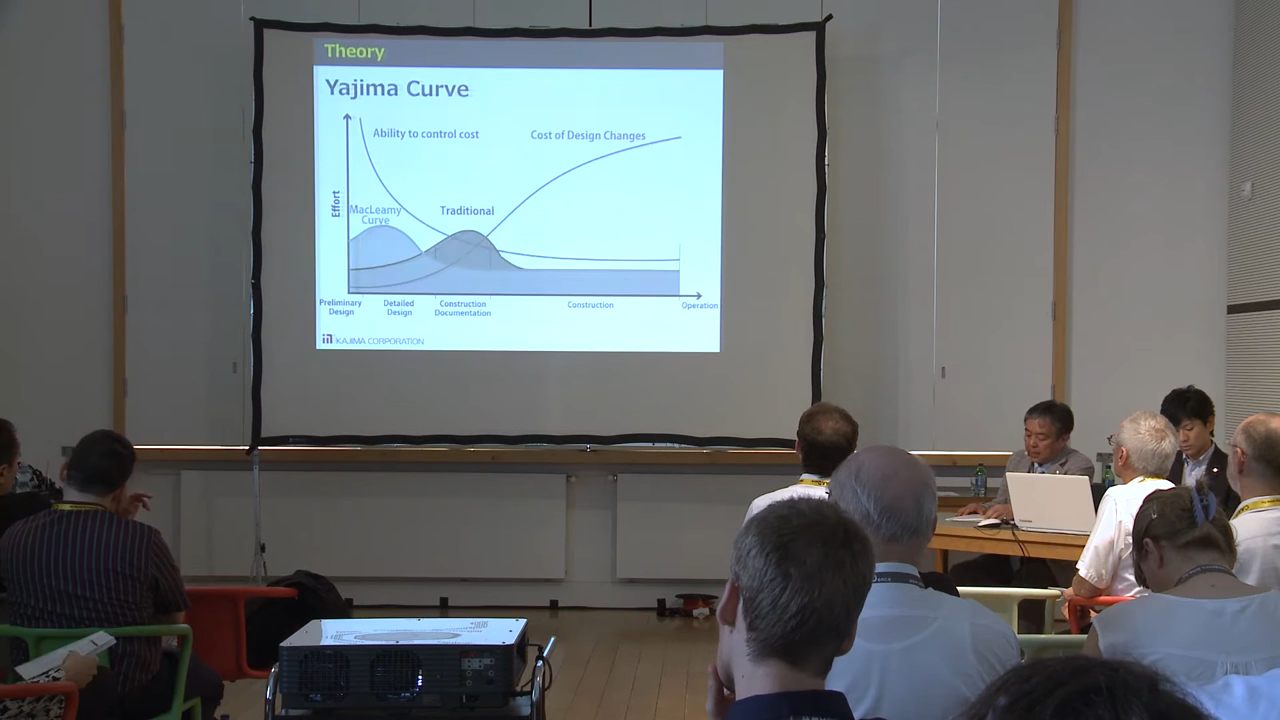 Theory
Yajima Curve
Ability to control cost
Cost of Design Changes
Effort
MacLeamy
Curve
Traditional
Preliminary
Design
Detailed
Design
Construction
Documentation
Construction
Operation
KAJIMA CORPORATION